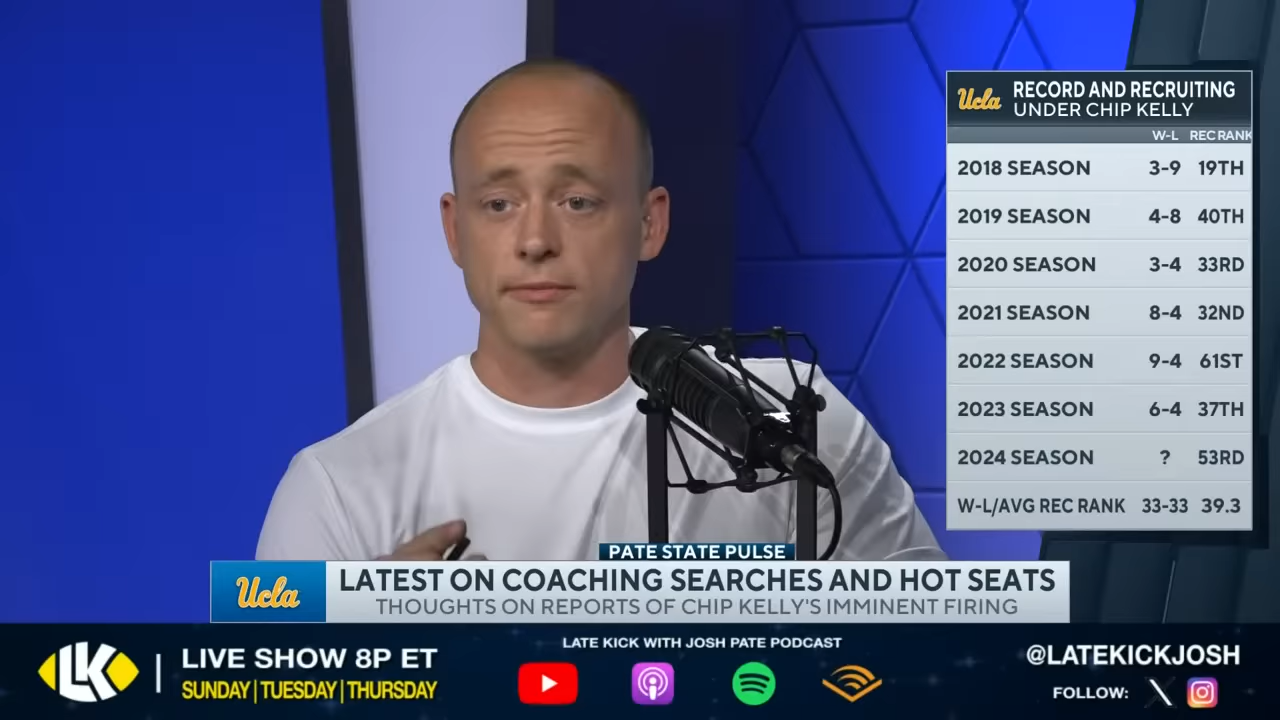 Ucla
RECORD AND RECRUITING
UNDER CHIP KELLY
W-L REC RANK
2018 SEASON 3-9 19TH
2019 SEASON 4-8 40TH
2020 SEASON 3-4 33RD
2021 SEASON 8-4 32ND
2022 SEASON 9-4 61ST
2023 SEASON 6-4 37TH
2024 SEASON ? 53RD
W-L/AVG REC RANK 33-33 39.3
PATE STATE PULSE
Ucla
LATEST ON COACHING SEARCHES AND HOT SEATS
THOUGHTS ON REPORTS OF CHIP KELLY'S IMMINENT FIRING
LK
LIVE SHOW 8P ET
SUNDAY | TUESDAY | THURSDAY
LATE KICK WITH JOSH PATE PODCAST
@LATEKICKJOSH
FOLLOW: X